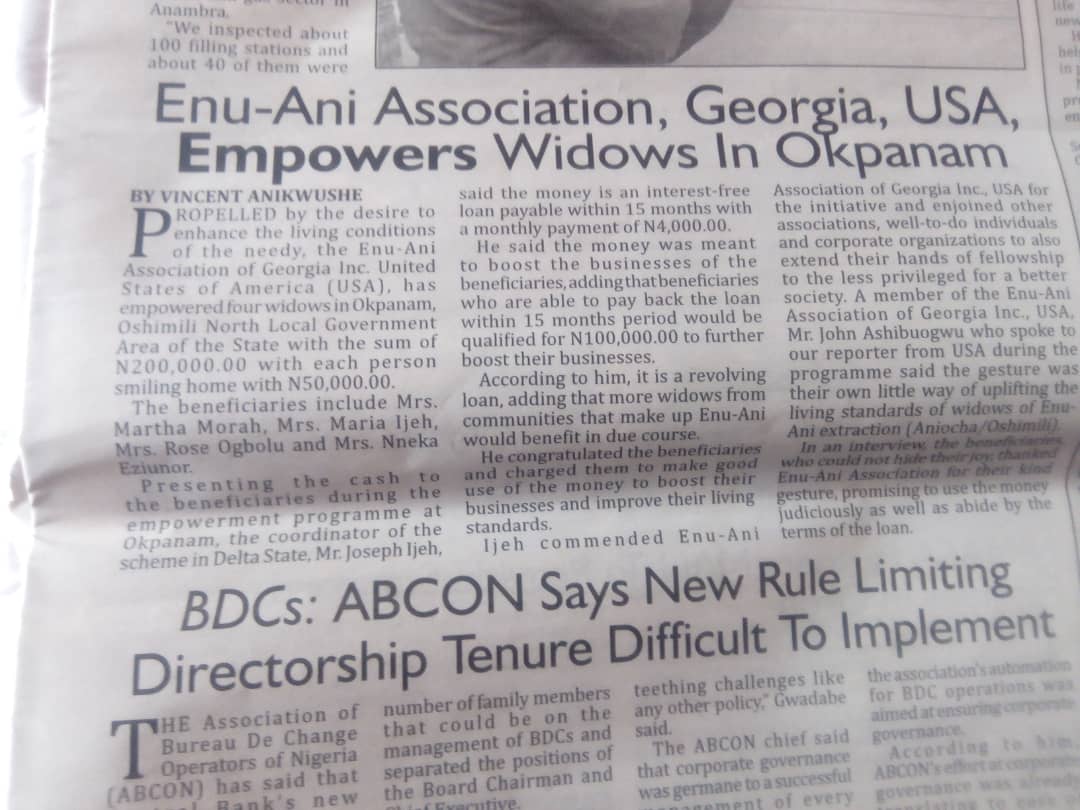 Anambra.
"We inspected about
100 filling stations and
about 40 of them were
Enu-Ani Association, Georgia, USA,
Empowers Widows In Okpanam
BY VINCENT ANIKWUSHE
PROPELLED by the desire to
enhance the living conditions
of the needy, the Enu-Ani
Association of Georgia Inc. United
States of America (USA), has
empowered four widows in Okpanam,
Oshimili North Local Government
Area of the State with the sum of
N200,000.00 with each person
smiling home with N50,000.00.
The beneficiaries include Mrs.
Martha Morah, Mrs. Maria Ijeh,
Mrs. Rose Ogbolu and Mrs. Nneka
Eziunor.
Presenting the cash to
the beneficiaries during the
empowerment programme at
Okpanam, the coordinator of the
scheme in Delta State, Mr. Joseph Ijeh,
said the money is an interest-free
loan payable within 15 months with
a monthly payment of N4,000.00.
He said the money was meant
to boost the businesses of the
beneficiaries, adding that beneficiaries
who are able to pay back the loan
within 15 months period would be
qualified for N100,000.00 to further
boost their businesses.
According to him, it is a revolving
loan, adding that more widows from
communities that make up Enu-Ani
would benefit in due course.
He congratulated the beneficiaries
and charged them to make good
use of the money to boost their
businesses and improve their living
standards.
Ijeh commended Enu-Ani
Association of Georgia Inc., USA for
the initiative and enjoined other
associations, well-to-do individuals
and corporate organizations to also
extend their hands of fellowship
to the less privileged for a better
society. A member of the Enu-Ani
Association of Georgia Inc., USA,
Mr. John Ashibuogwu who spoke to
our reporter from USA during the
programme said the gesture was
their own little way of uplifting the
living standards of widows of Enu-
Ani extraction (Aniocha/Oshimili).
In an interview, the beneficiaries
who could not hide their joy, thanked
Enu-Ani Association for their kind
gesture, promising to use the money
judiciously as well as abide by the
terms of the loan.
BDCs: ABCON Says New Rule Limiting
Directorship Tenure Difficult To Implement
THE Association of
Bureau De Change
Operators of Nigeria
(ABCON) has said that
Bank's new
number of family members
that could be on the
management of BDCs and
separated the positions of
the Board Chairman and
Chief Executive.
teething challenges like
any other policy," Gwadabe
said.
The ABCON chief said
that corporate governance
was germane to a successful
of every
the association's automation
for BDC operations was
aimed at ensuring corporate
governance.
According to him,
ABCON's effort at corporate
governance was already